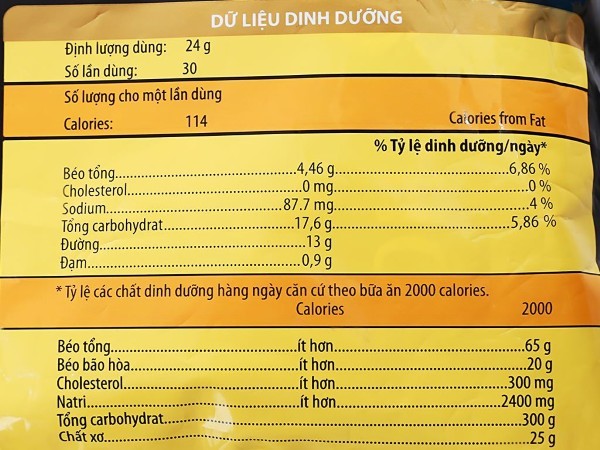 DỮ LIỆU DINH DƯỠNG
Định lượng dùng: 24 g
Số lần dùng: 30
Số lượng cho một lần dùng
Calories: 114 Calories from Fat
% Tỷ lệ dinh dưỡng/ngày*
Béo tổng....................4,46 g....................6,86 %
Cholesterol....................0 mg....................0 %
Sodium....................87.7 mg....................4 %
Tổng carbohydrat....................17,6 g....................5,86 %
Đường....................13 g
Đạm....................0,9 g
* Tỷ lệ các chất dinh dưỡng hàng ngày căn cứ theo bữa ăn 2000 calories.
Calories 2000
Béo tổng....................ít hơn....................65 g
Béo bão hòa....................ít hơn....................20 g
Cholesterol....................ít hơn....................300 mg
Natri....................ít hơn....................2400 mg
Tổng carbohydrat....................300 g
Chất xơ....................25 g